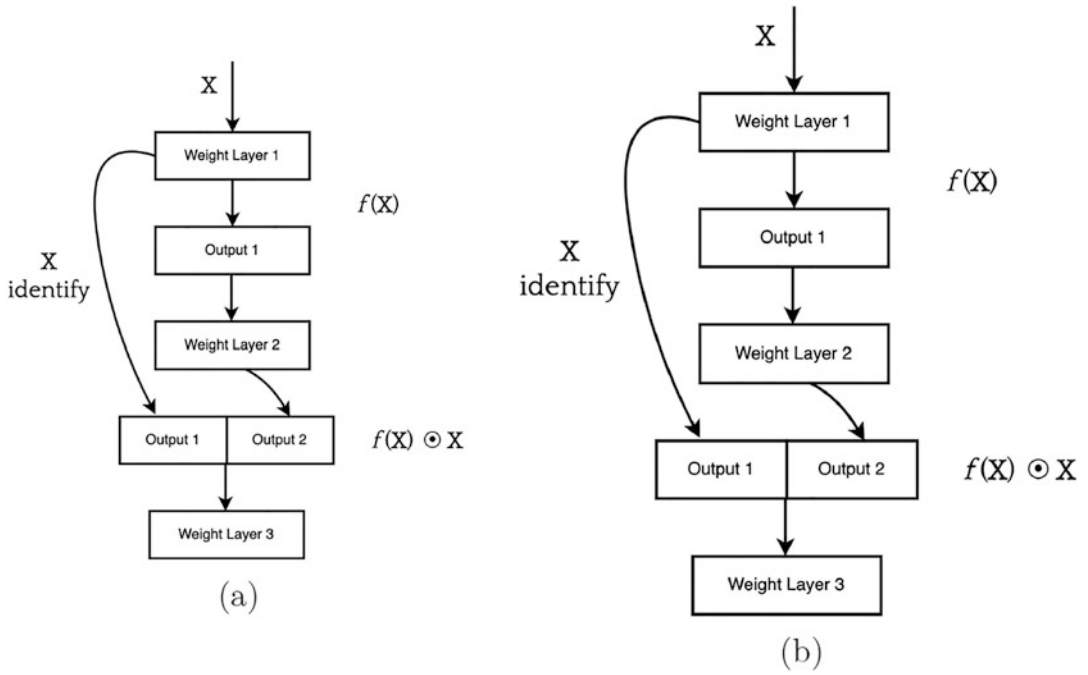 X
Weight Layer 1
f(X)
Output 1
X
identify
Weight Layer 2
Output 1
Output 2
f(X) ⊙ X
Weight Layer 3
(a)
X
Weight Layer 1
f(X)
Output 1
X
identify
Weight Layer 2
Output 1
Output 2
f(X) ⊙ X
Weight Layer 3
(b)